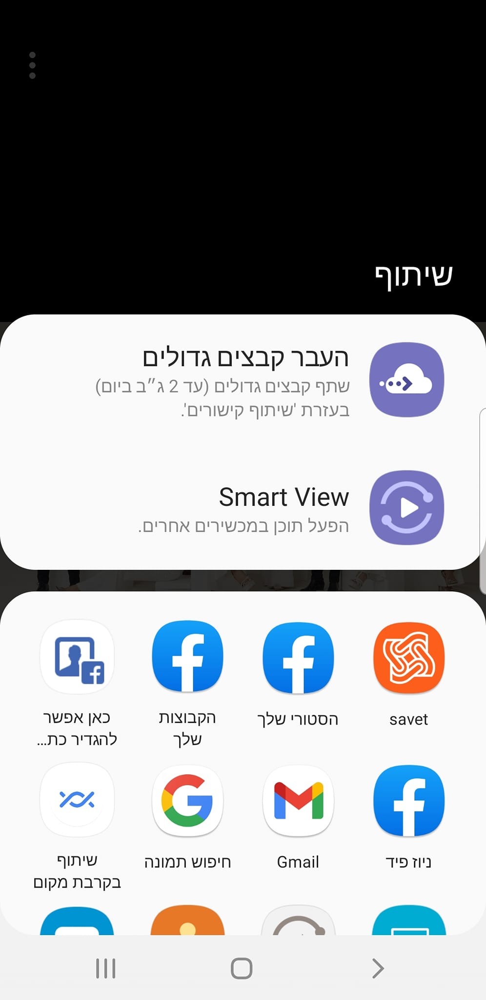 שיתוף
העבר קבצים גדולים
שתף קבצים גדולים (עד 2 ג״ב ביום)
בעזרת 'שיתוף קישורים'.
Smart View
הפעל תוכן במכשירים אחרים.
savet
הסטורי שלך
הקבוצות
שלך
כאן אפשר
להגדיר כת...
ניוז פיד
Gmail
חיפוש תמונה
שיתוף
בקרבת מקום